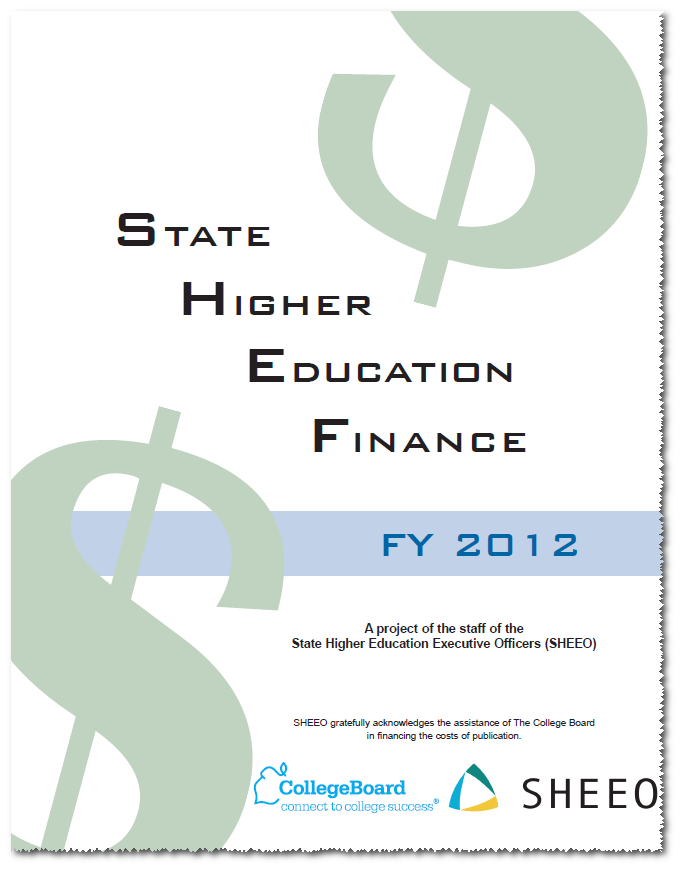 STATE
HIGHER
EDUCATION
FINANCE
FY 2012
A project of the staff of the
State Higher Education Executive Officers (SHEEO)
SHEEO gratefully acknowledges the assistance of The College Board
in financing the costs of publication.
CollegeBoard
connect to college success®
SHEEO